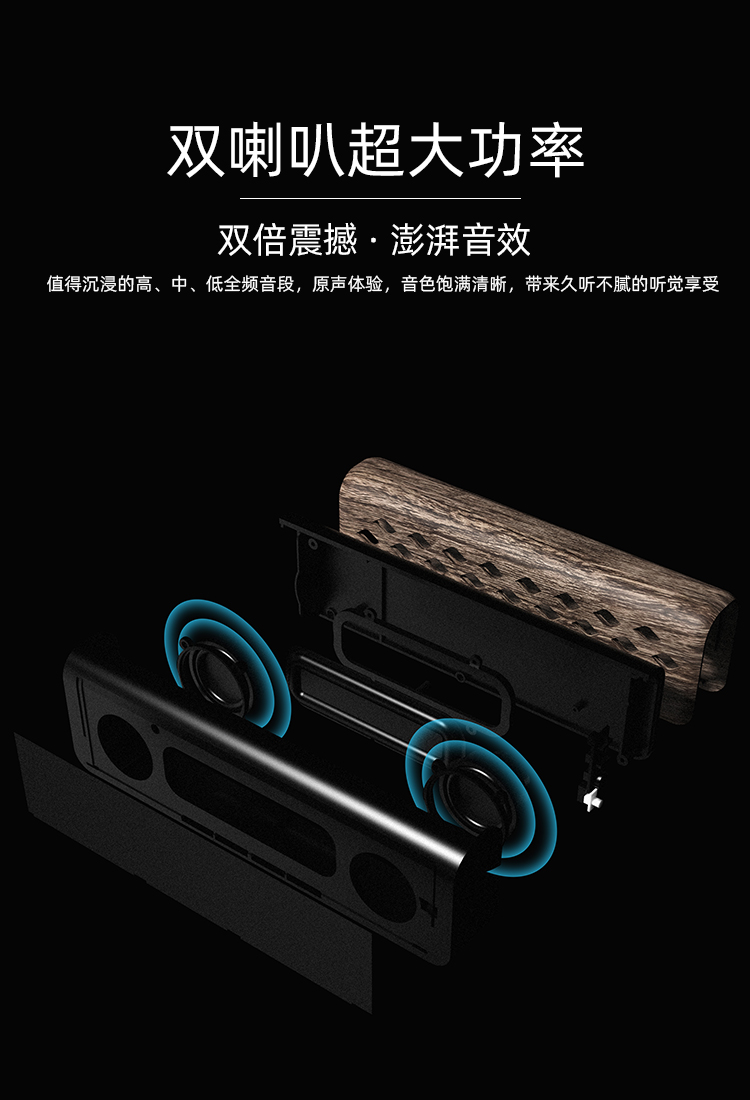 双喇叭超大功率
双倍震撼 · 澎湃音效
值得沉浸的高、中、低全频音段，原声体验，音色饱满清晰，带来久听不腻的听觉享受